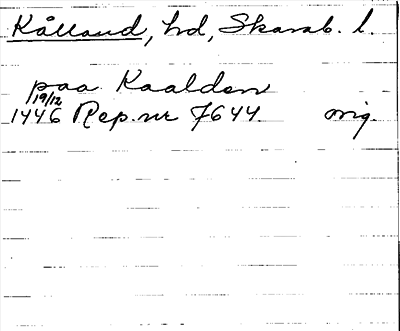 Kålland, hd, Skarab. l.
paa Kaalden
19/12
1446 Rep. nr 7644. orig.